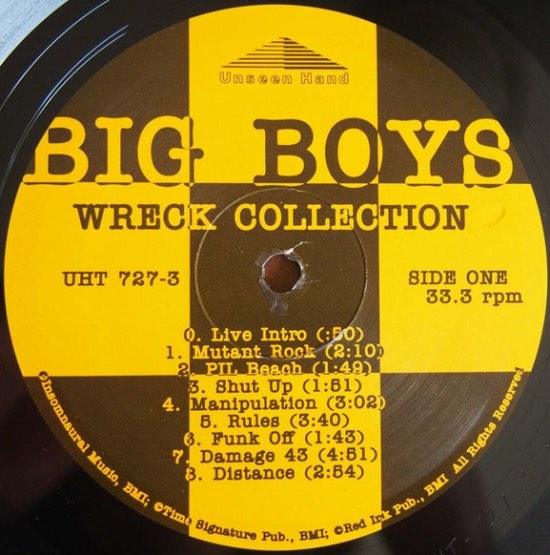 Unseen Hand
BIG BOYS
WRECK COLLECTION
UHT 727-3
SIDE ONE
33.3 rpm
0. Live Intro (:50)
1. Mutant Rock (2:10)
2. PIL Beach (1:49)
3. Shut Up (1:51)
4. Manipulation (3:02)
5. Rules (3:40)
6. Funk Off (1:43)
7. Damage 43 (4:51)
8. Distance (2:54)
©Insomnaural Music, BMI; ©Time Signature Pub., BMI; ©Red Ink Pub., BMI All Rights Reserved